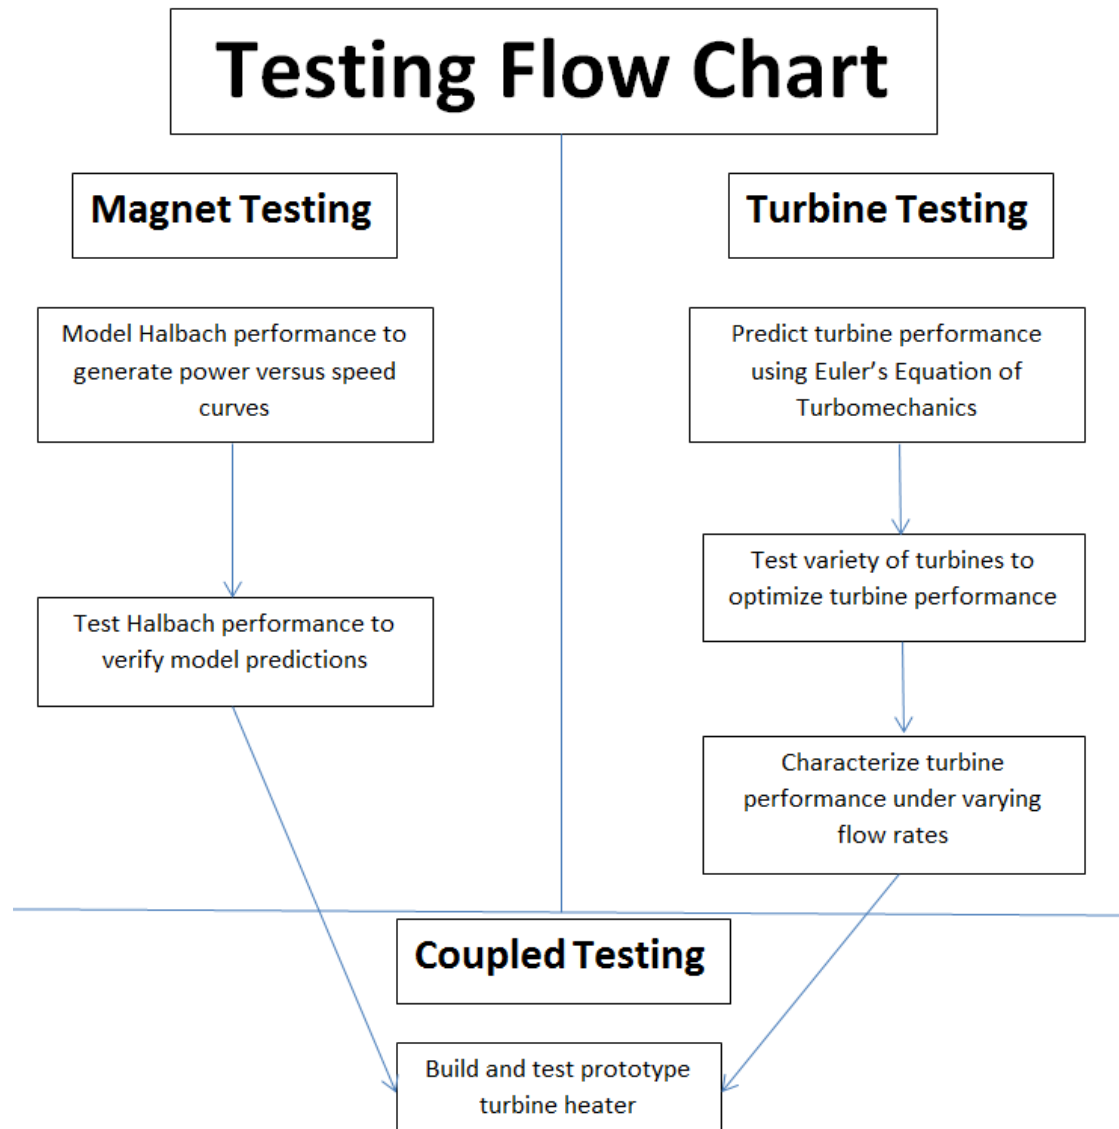 Testing Flow Chart
Magnet Testing
Model Halbach performance to
generate power versus speed
curves
Test Halbach performance to
verify model predictions
Turbine Testing
Predict turbine performance
using Euler's Equation of
Turbomechanics
Test variety of turbines to
optimize turbine performance
Characterize turbine
performance under varying
flow rates
Coupled Testing
Build and test prototype
turbine heater